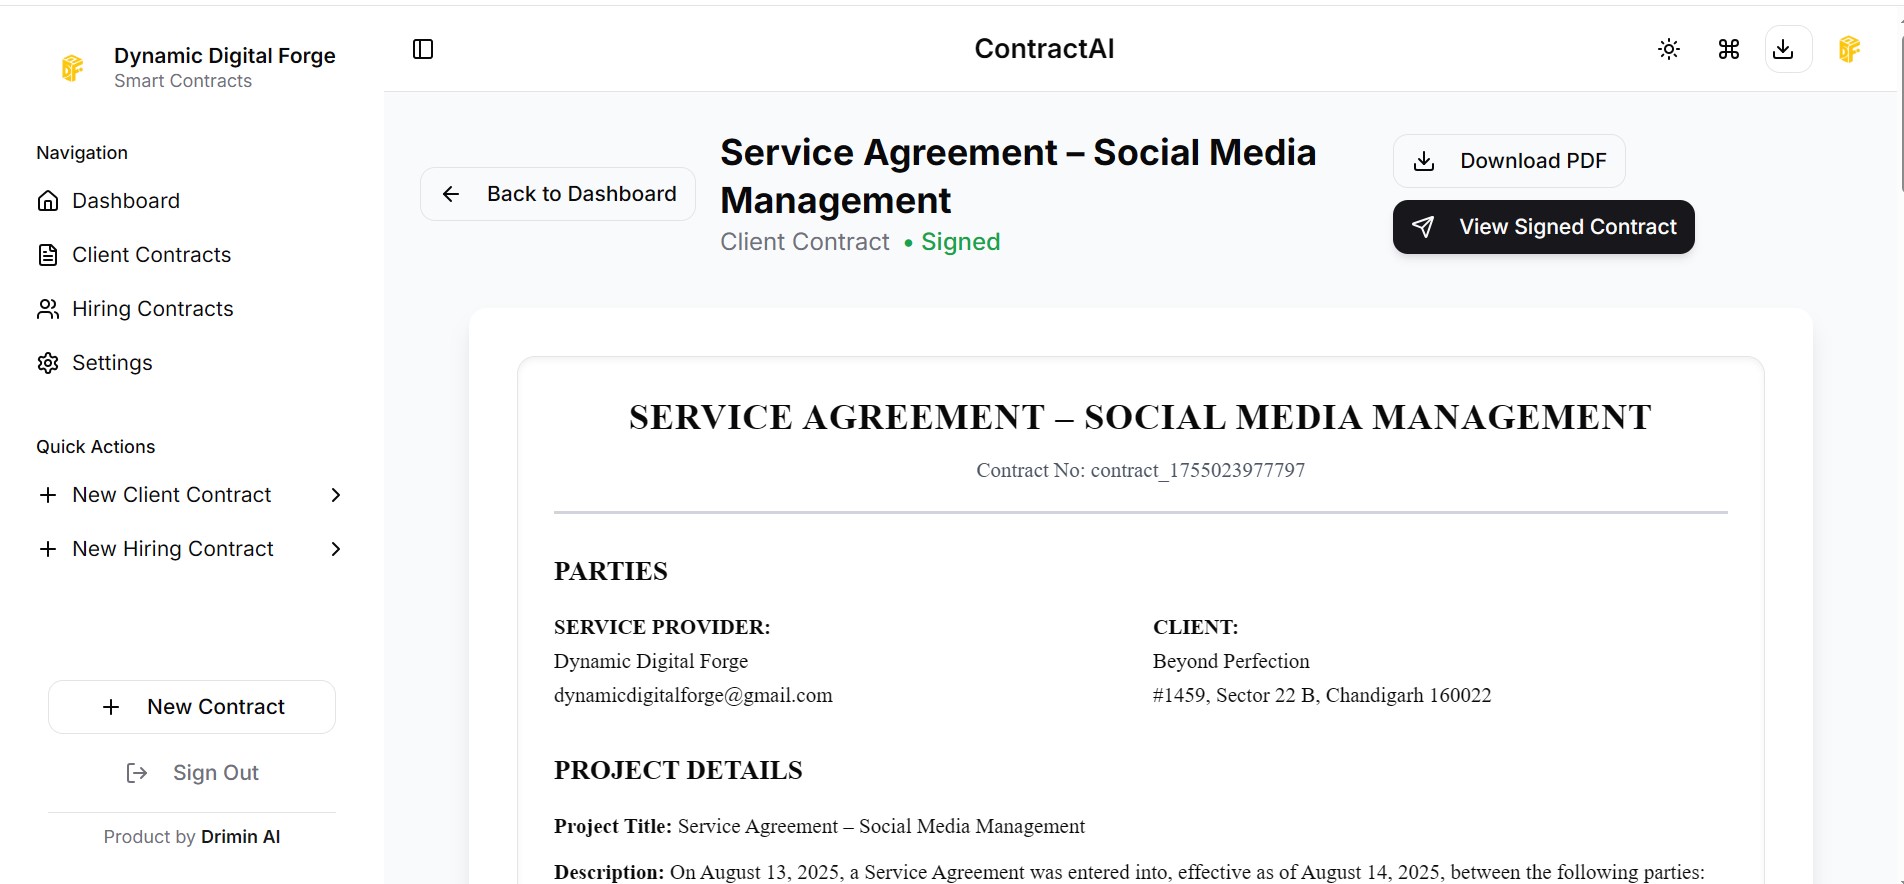 Dynamic Digital Forge
Smart Contracts
Navigation
Dashboard
Client Contracts
Hiring Contracts
Settings
Quick Actions
New Client Contract
New Hiring Contract
New Contract
Sign Out
Product by Drimin AI
ContractAI
Back to Dashboard
Service Agreement – Social Media
Management
Client Contract • Signed
Download PDF
View Signed Contract
SERVICE AGREEMENT – SOCIAL MEDIA MANAGEMENT
Contract No: contract_1755023977797
PARTIES
SERVICE PROVIDER:
Dynamic Digital Forge
dynamicdigitalforge@gmail.com
CLIENT:
Beyond Perfection
#1459, Sector 22 B, Chandigarh 160022
PROJECT DETAILS
Project Title: Service Agreement – Social Media Management
Description: On August 13, 2025, a Service Agreement was entered into, effective as of August 14, 2025, between the following parties: